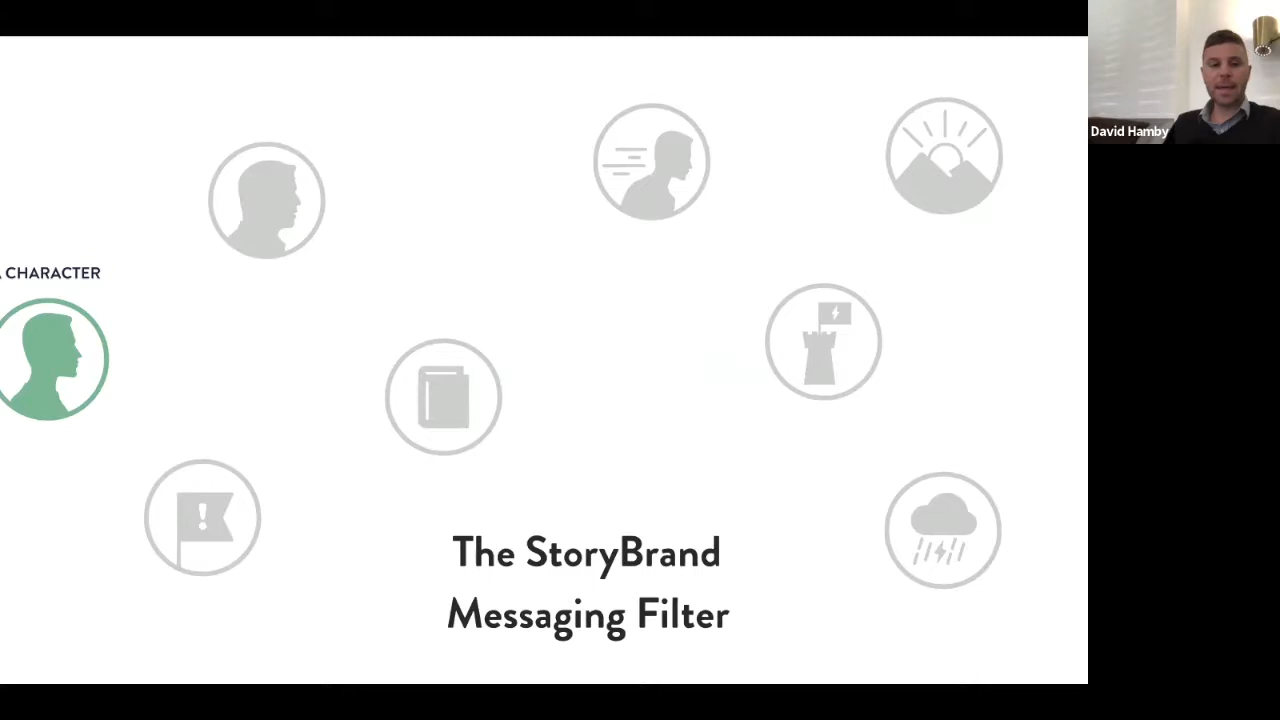 David Hamby
A CHARACTER
The StoryBrand
Messaging Filter